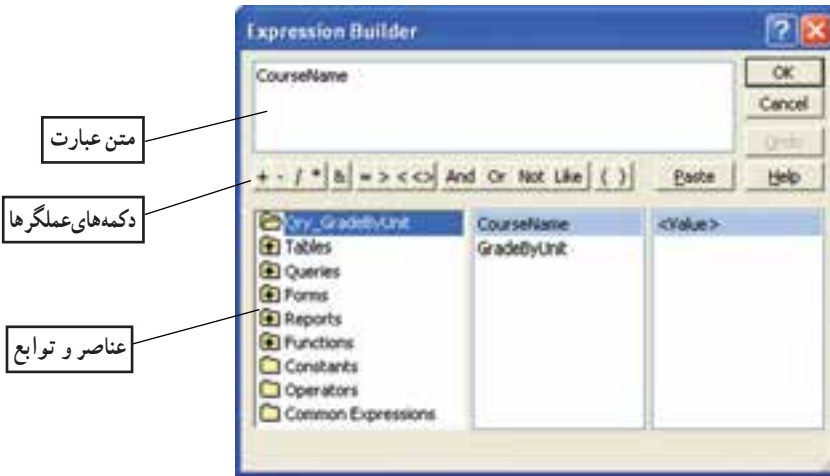 Expression Builder
CourseName
OK
Cancel
Undo
Help
+ - / * & = > < <> And Or Not Like ( ) Paste
Qry_GradeByUnit
Tables
Queries
Forms
Reports
Functions
Constants
Operators
Common Expressions
CourseName
GradeByUnit
<Value>
متن عبارت
دکمه‌های عملگرها
عناصر و توابع